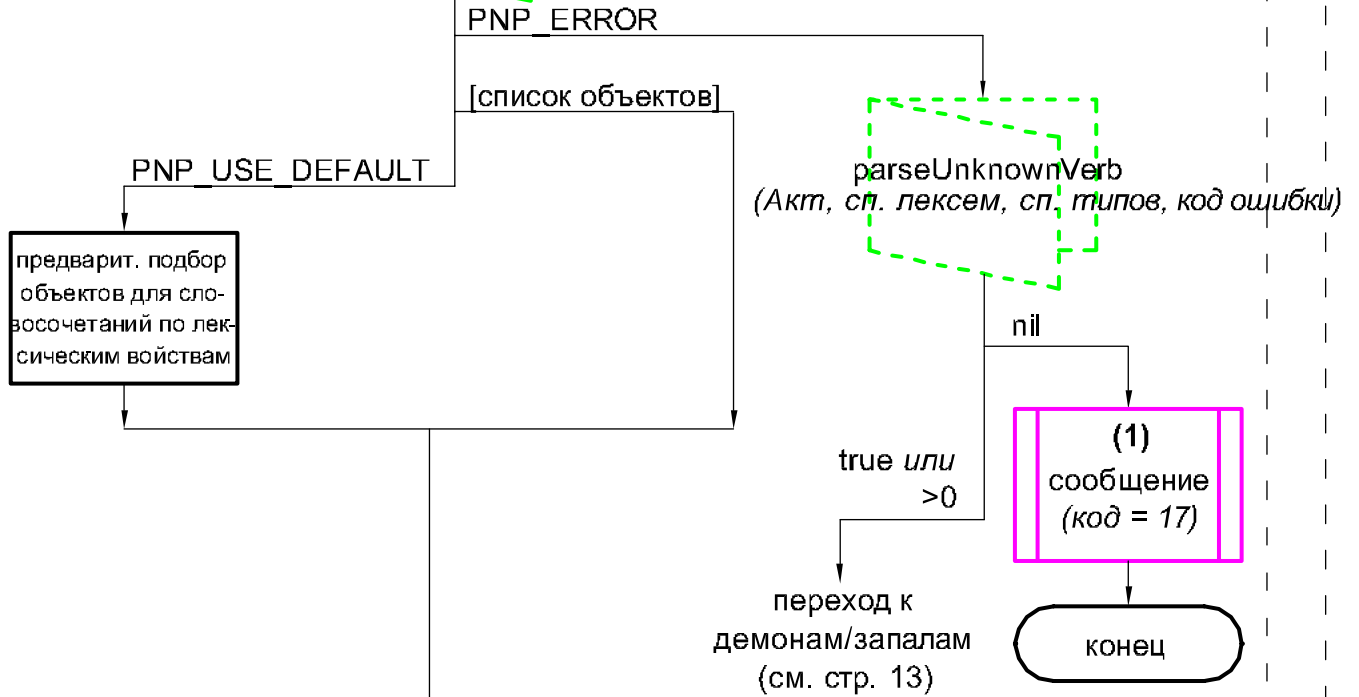 PNP_ERROR
[список объектов]
PNP_USE_DEFAULT
parseUnknownVerb
(Акт, сп. лексем, сп. типов, код ошибки)
предварит. подбор
объектов для сло-
восочетаний по лек-
сическим войствам
nil
(1)
сообщение
(код = 17)
true или
>0
переход к
демонам/запалам
(см. стр. 13)
конец